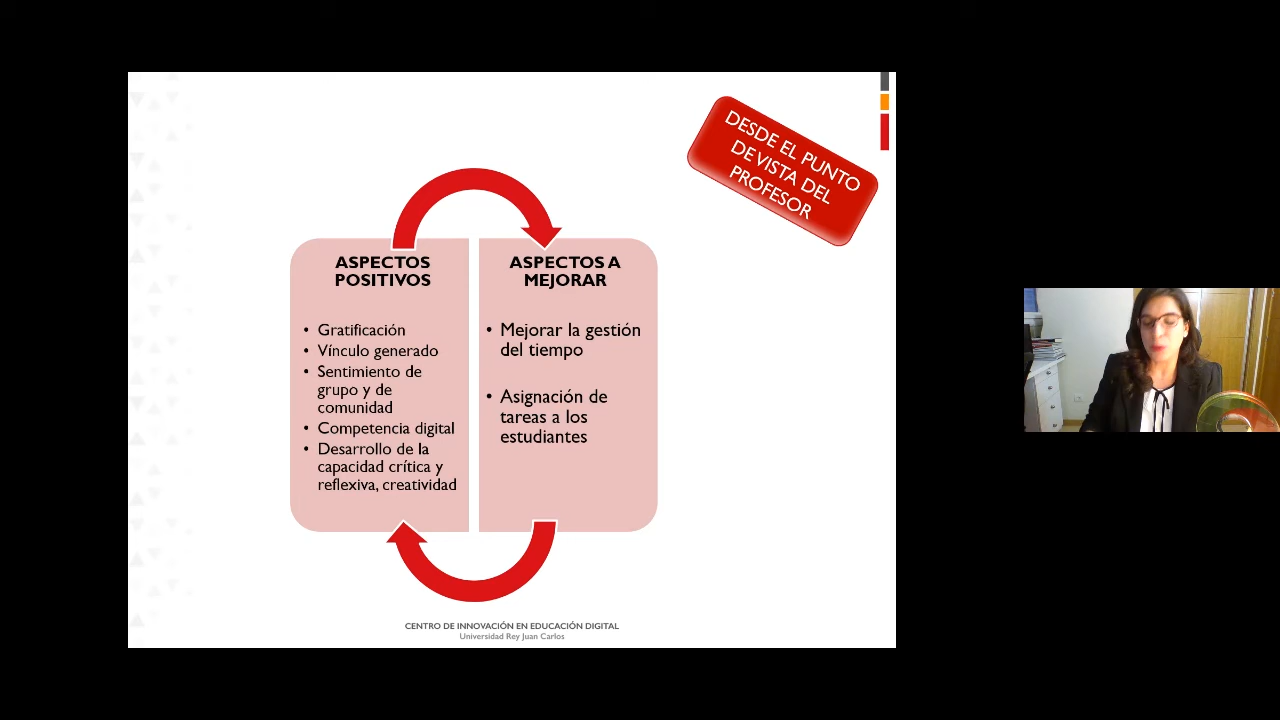 DESDE EL PUNTO
DE VISTA DEL
PROFESOR
ASPECTOS
POSITIVOS
• Gratificación
• Vínculo generado
• Sentimiento de
grupo y de
comunidad
• Competencia digital
• Desarrollo de la
capacidad crítica y
reflexiva, creatividad
ASPECTOS A
MEJORAR
• Mejorar la gestión
del tiempo
• Asignación de
tareas a los
estudiantes
CENTRO DE INNOVACIÓN EN EDUCACIÓN DIGITAL
Universidad Rey Juan Carlos